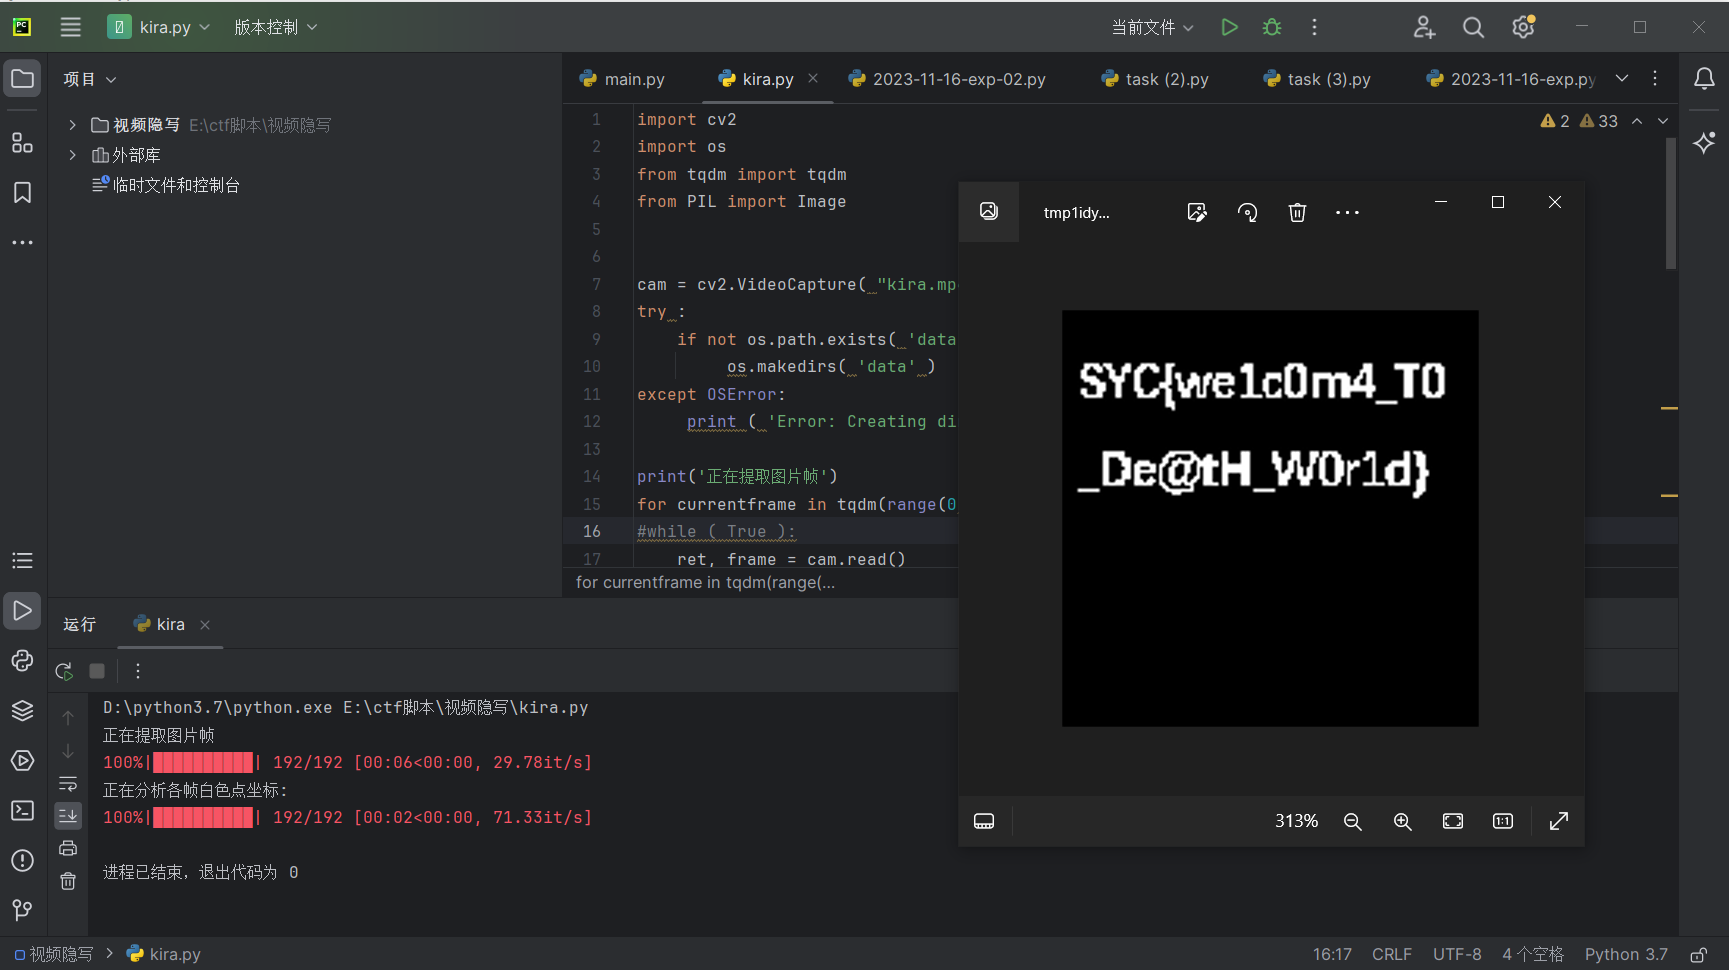 kira.py
版本控制
当前文件
项目
main.py
kira.py
2023-11-16-exp-02.py
task (2).py
task (3).py
2023-11-16-exp.py
视频隐写 E:\ctf脚本\视频隐写
外部库
临时文件和控制台
2 33
1 import cv2
2 import os
3 from tqdm import tqdm
4 from PIL import Image
5
6
7 cam = cv2.VideoCapture( "kira.mp
8 try :
9 if not os.path.exists( 'data
10 os.makedirs( 'data' )
11 except OSError:
12 print ( 'Error: Creating di
13
14 print('正在提取图片帧')
15 for currentframe in tqdm(range(0
16 #while ( True ):
17 ret, frame = cam.read()
for currentframe in tqdm(range(...
tmp1idy...
SYC{we1c0m4_T0
_De@tH_W0r1d}
313%
1:1
运行
kira
D:\python3.7\python.exe E:\ctf脚本\视频隐写\kira.py
正在提取图片帧
100%|██████████| 192/192 [00:06<00:00, 29.78it/s]
正在分析各帧白色点坐标:
100%|██████████| 192/192 [00:02<00:00, 71.33it/s]
进程已结束，退出代码为 0
视频隐写
kira.py
16:17 CRLF UTF-8 4 个空格 Python 3.7